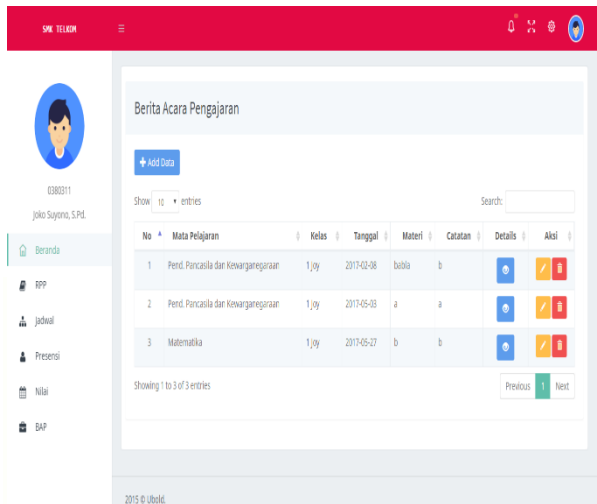 SMK TELKOM
0380311
Joko Suyono, S.Pd.
Beranda
RPP
Jadwal
Presensi
Nilai
BAP
Berita Acara Pengajaran
Add Data
Show 10 entries
Search:
No Mata Pelajaran Kelas Tanggal Materi Catatan Details Aksi
1 Pend. Pancasila dan Kewarganegaraan 1 Joy 2017-02-08 babla b
2 Pend. Pancasila dan Kewarganegaraan 1 Joy 2017-05-03 a a
3 Matematika 1 Joy 2017-05-27 b b
Showing 1 to 3 of 3 entries
Previous 1 Next
2015 © Ubold.